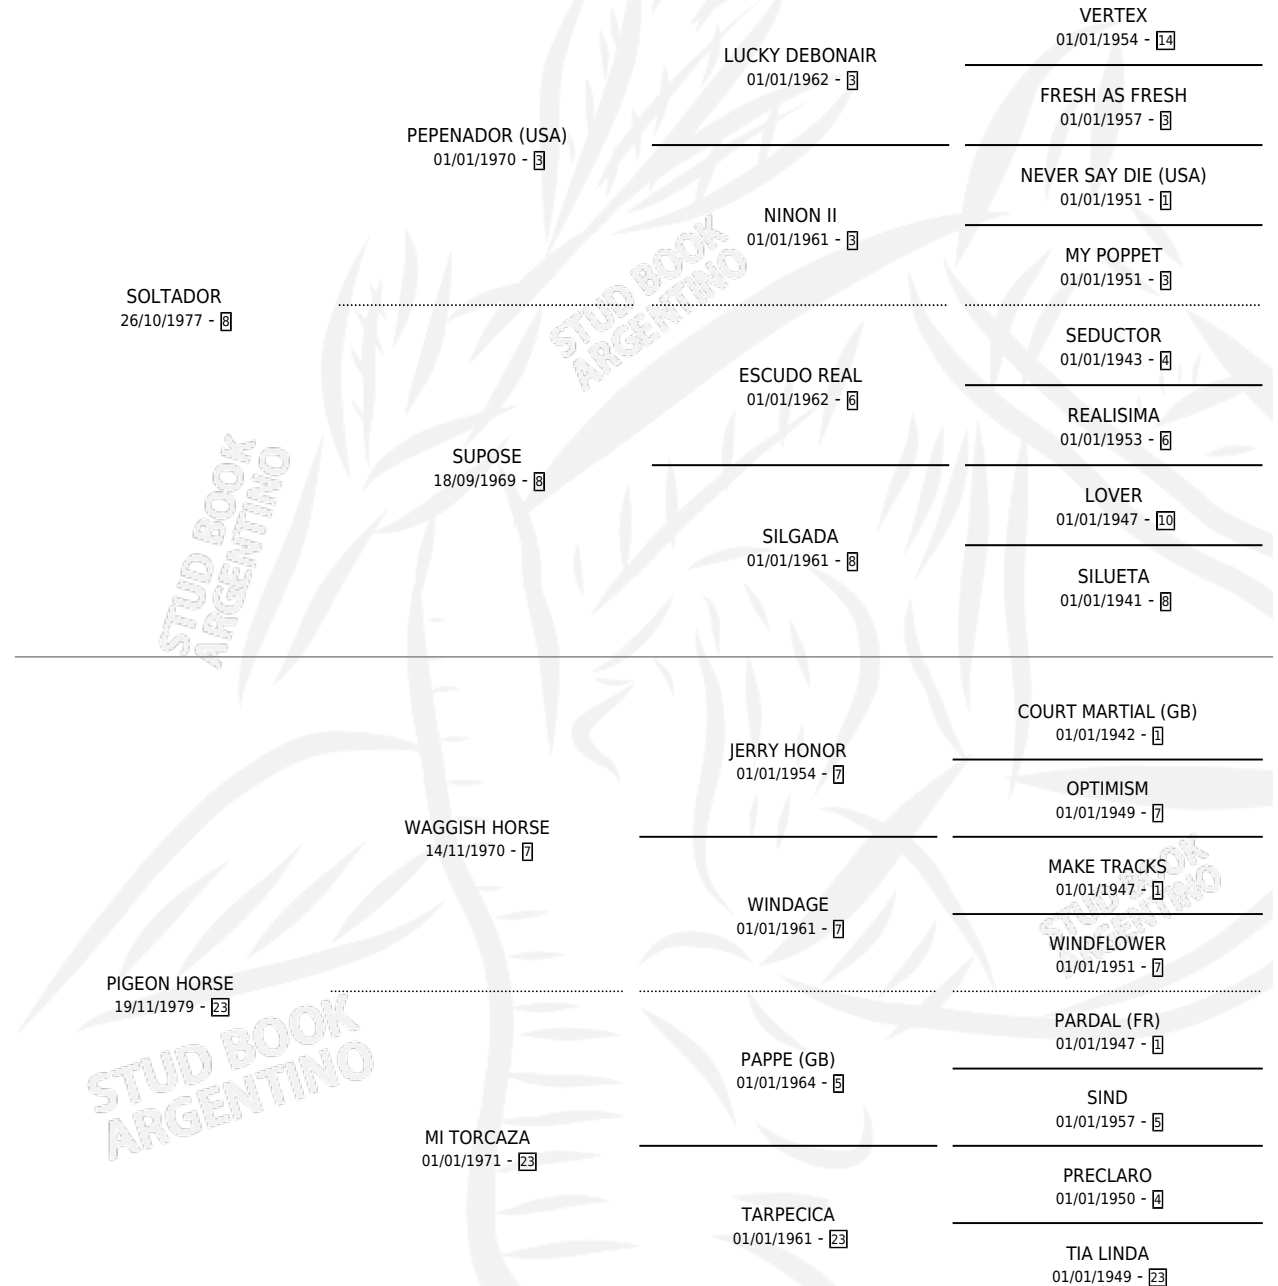 VERTEX
01/01/1954 - 14
LUCKY DEBONAIR
01/01/1962 - 3
FRESH AS FRESH
01/01/1957 - 3
PEPENADOR (USA)
01/01/1970 - 3
NEVER SAY DIE (USA)
01/01/1951 - 1
NINON II
01/01/1961 - 3
MY POPPET
01/01/1951 - 3
SOLTADOR
26/10/1977 - 8
SEDUCTOR
01/01/1943 - 4
ESCUDO REAL
01/01/1962 - 6
REALISIMA
01/01/1953 - 6
SUPOSE
18/09/1969 - 8
LOVER
01/01/1947 - 10
SILGADA
01/01/1961 - 8
SILUETA
01/01/1941 - 8
COURT MARTIAL (GB)
01/01/1942 - 1
JERRY HONOR
01/01/1954 - 7
OPTIMISM
01/01/1949 - 7
WAGGISH HORSE
14/11/1970 - 7
MAKE TRACKS
01/01/1947 - 1
WINDAGE
01/01/1961 - 7
WINDFLOWER
01/01/1951 - 7
PIGEON HORSE
19/11/1979 - 23
PARDAL (FR)
01/01/1947 - 1
PAPPE (GB)
01/01/1964 - 5
SIND
01/01/1957 - 5
MI TORCAZA
01/01/1971 - 23
PRECLARO
01/01/1950 - 4
TARPECICA
01/01/1961 - 23
TIA LINDA
01/01/1949 - 23
STUD BOOK
ARGENTINO
STUD BOOK
ARGENTINO
STUD BOOK
ARGENTINO
STUD BOOK
ARGENTINO